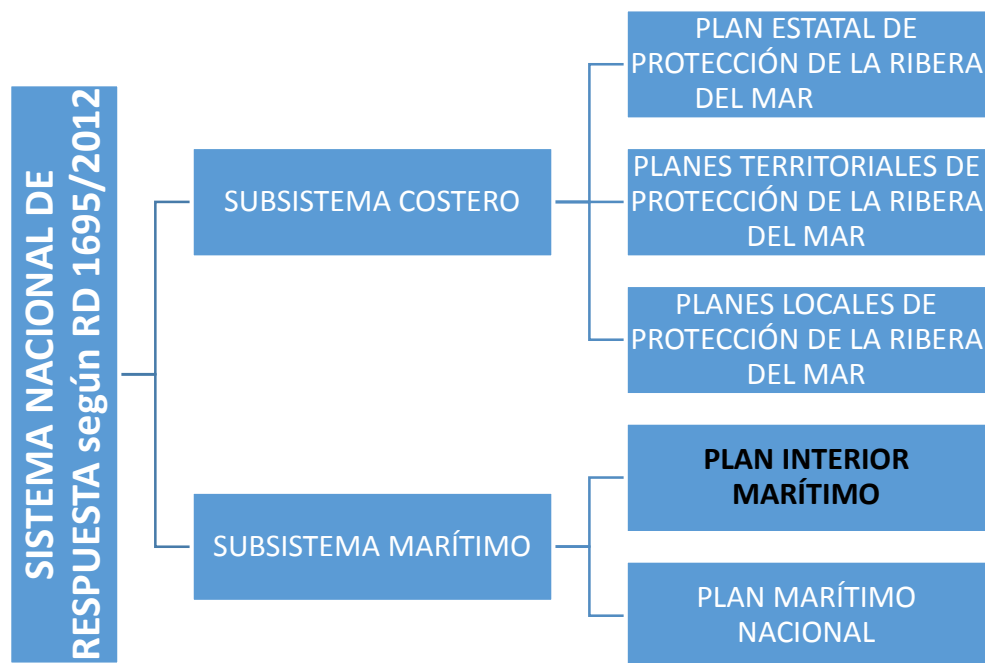 SISTEMA NACIONAL DE
RESPUESTA según RD 1695/2012
SUBSISTEMA COSTERO
PLAN ESTATAL DE
PROTECCIÓN DE LA RIBERA
DEL MAR
PLANES TERRITORIALES DE
PROTECCIÓN DE LA RIBERA
DEL MAR
PLANES LOCALES DE
PROTECCIÓN DE LA RIBERA
DEL MAR
SUBSISTEMA MARÍTIMO
PLAN INTERIOR
MARÍTIMO
PLAN MARÍTIMO
NACIONAL